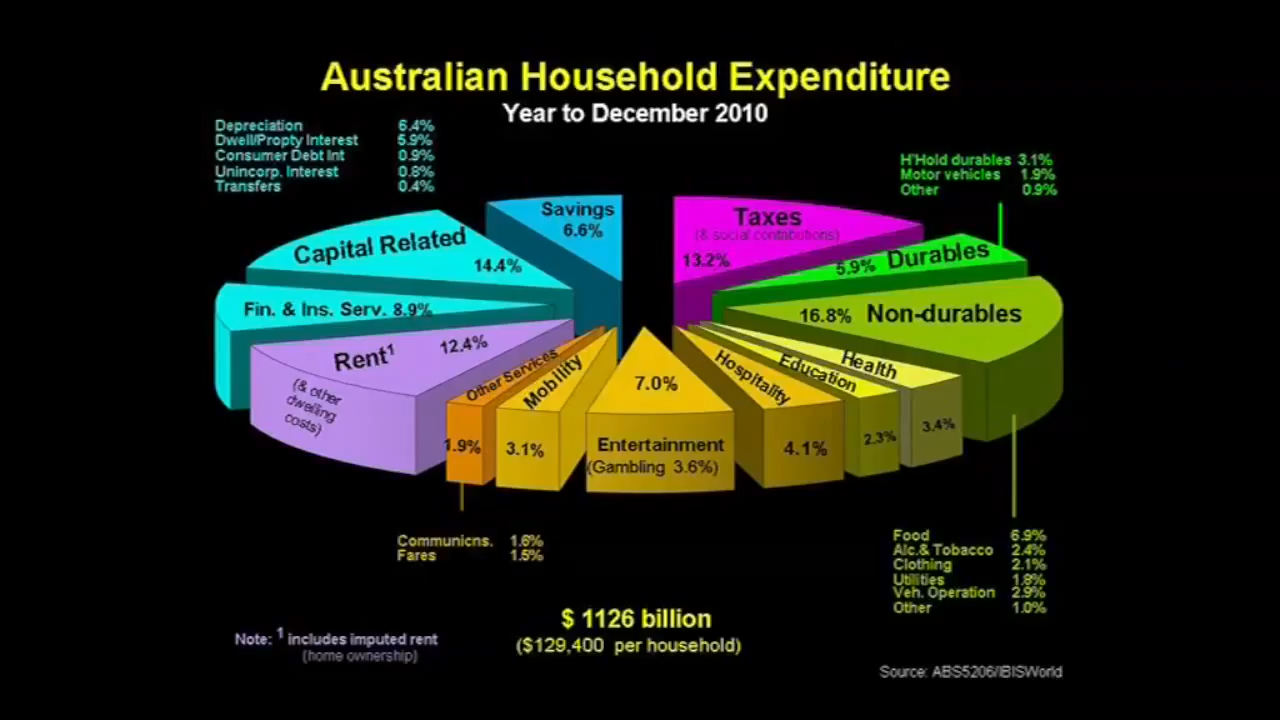 Australian Household Expenditure
Year to December 2010
Depreciation 6.4%
Dwell/Propty Interest 5.9%
Consumer Debt Int 0.9%
Unincorp. Interest 0.8%
Transfers 0.4%
H'Hold durables 3.1%
Motor vehicles 1.9%
Other 0.9%
Savings
6.6%
Taxes
(& social contributions)
13.2%
Capital Related
14.4%
5.9% Durables
Fin. & Ins. Serv. 8.9%
16.8% Non-durables
Rent1 12.4%
(& other
dwelling
costs)
Other Services
1.9%
Mobility
3.1%
7.0%
Entertainment
(Gambling 3.6%)
Hospitality
4.1%
Education
2.3%
Health
3.4%
Communicns. 1.6%
Fares 1.5%
Food 6.9%
Alc.& Tobacco 2.4%
Clothing 2.1%
Utilities 1.8%
Veh. Operation 2.9%
Other 1.0%
$ 1126 billion
($129,400 per household)
Note: 1 includes imputed rent
(home ownership)
Source: ABS5206/IBISWorld